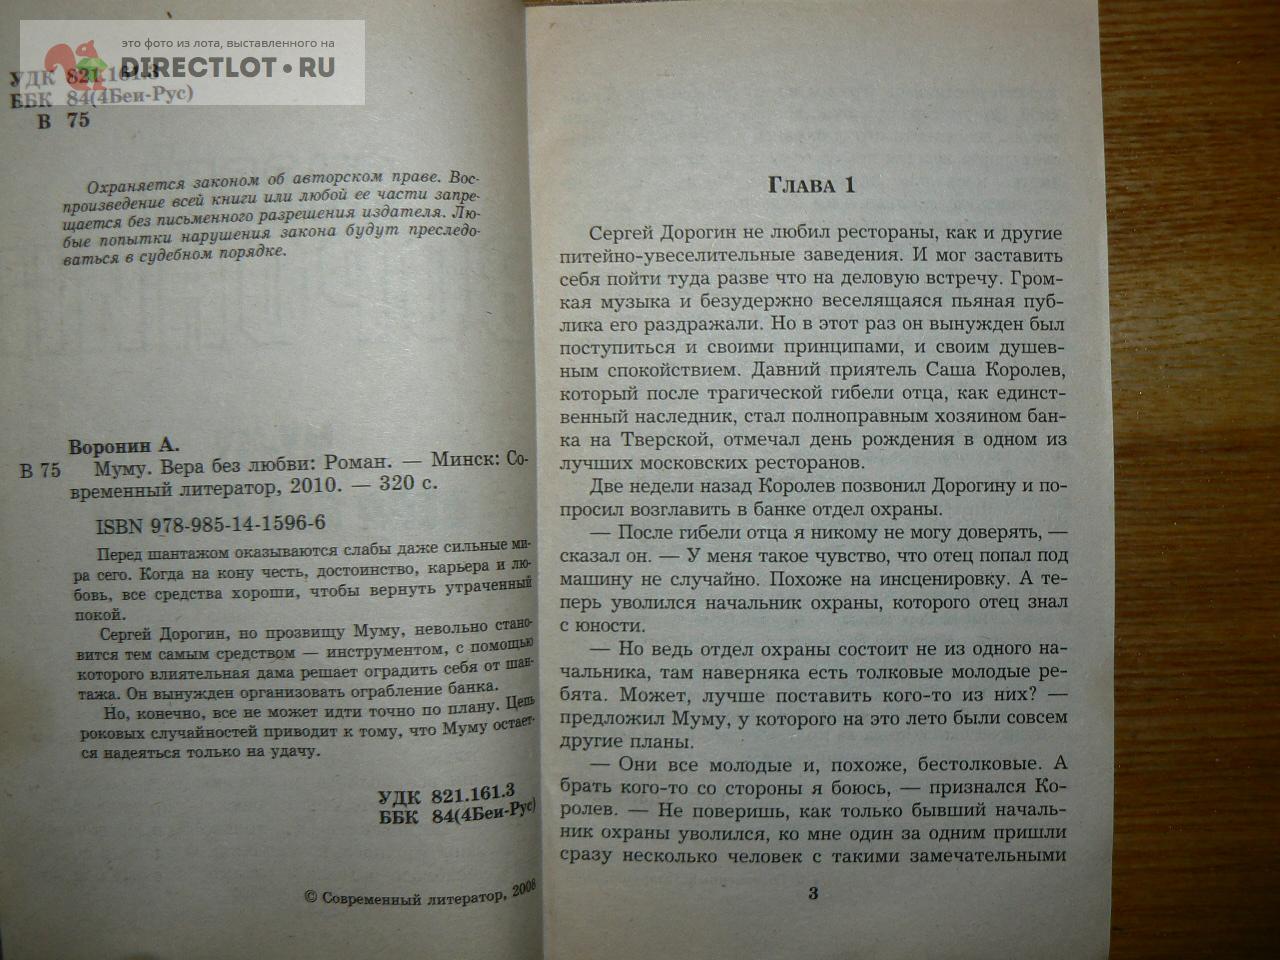 это фото из лота, выставленного на
DIRECTLOT.RU
УДК 821.161.3
ББК 84(4Беи-Рус)
В 75
Охраняется законом об авторском праве. Вос-
произведение всей книги или любой ее части запре-
щается без письменного разрешения издателя. Лю-
бые попытки нарушения закона будут преследо-
ваться в судебном порядке.
Воронин А.
В 75 Муму. Вера без любви: Роман. — Минск: Со-
временный литератор, 2010. — 320 с.
ISBN 978-985-14-1596-6
Перед шантажом оказываются слабы даже сильные ми-
ра сего. Когда на кону честь, достоинство, карьера и лю-
бовь, все средства хороши, чтобы вернуть утраченный
покой.
Сергей Дорогин, по прозвищу Муму, невольно стано-
вится тем самым средством — инструментом, с помощью
которого влиятельная дама решает оградить себя от шан-
тажа. Он вынужден организовать ограбление банка.
Но, конечно, все не может идти точно по плану. Цепь
роковых случайностей приводит к тому, что Муму остает-
ся надеяться только на удачу.
УДК 821.161.3
ББК 84(4Беи-Рус)
© Современный литератор, 2008
Глава 1
Сергей Дорогин не любил рестораны, как и другие
питейно-увеселительные заведения. И мог заставить
себя пойти туда разве что на деловую встречу. Гром-
кая музыка и безудержно веселящаяся пьяная пуб-
лика его раздражали. Но в этот раз он вынужден был
поступиться и своими принципами, и своим душев-
ным спокойствием. Давний приятель Саша Королев,
который после трагической гибели отца, как единст-
венный наследник, стал полноправным хозяином бан-
ка на Тверской, отмечал день рождения в одном из
лучших московских ресторанов.
Две недели назад Королев позвонил Дорогину и по-
просил возглавить в банке отдел охраны.
— После гибели отца я никому не могу доверять, —
сказал он. — У меня такое чувство, что отец попал под
машину не случайно. Похоже на инсценировку. А те-
перь уволился начальник охраны, которого отец знал
с юности.
— Но ведь отдел охраны состоит не из одного на-
чальника, там наверняка есть толковые молодые ре-
бята. Может, лучше поставить кого-то из них? —
предложил Муму, у которого на это лето были совсем
другие планы.
— Они все молодые и, похоже, бестолковые. А
брать кого-то со стороны я боюсь, — признался Ко-
ролев. — Не поверишь, как только бывший началь-
ник охраны уволился, ко мне один за одним пришли
сразу несколько человек с такими замечательными
3